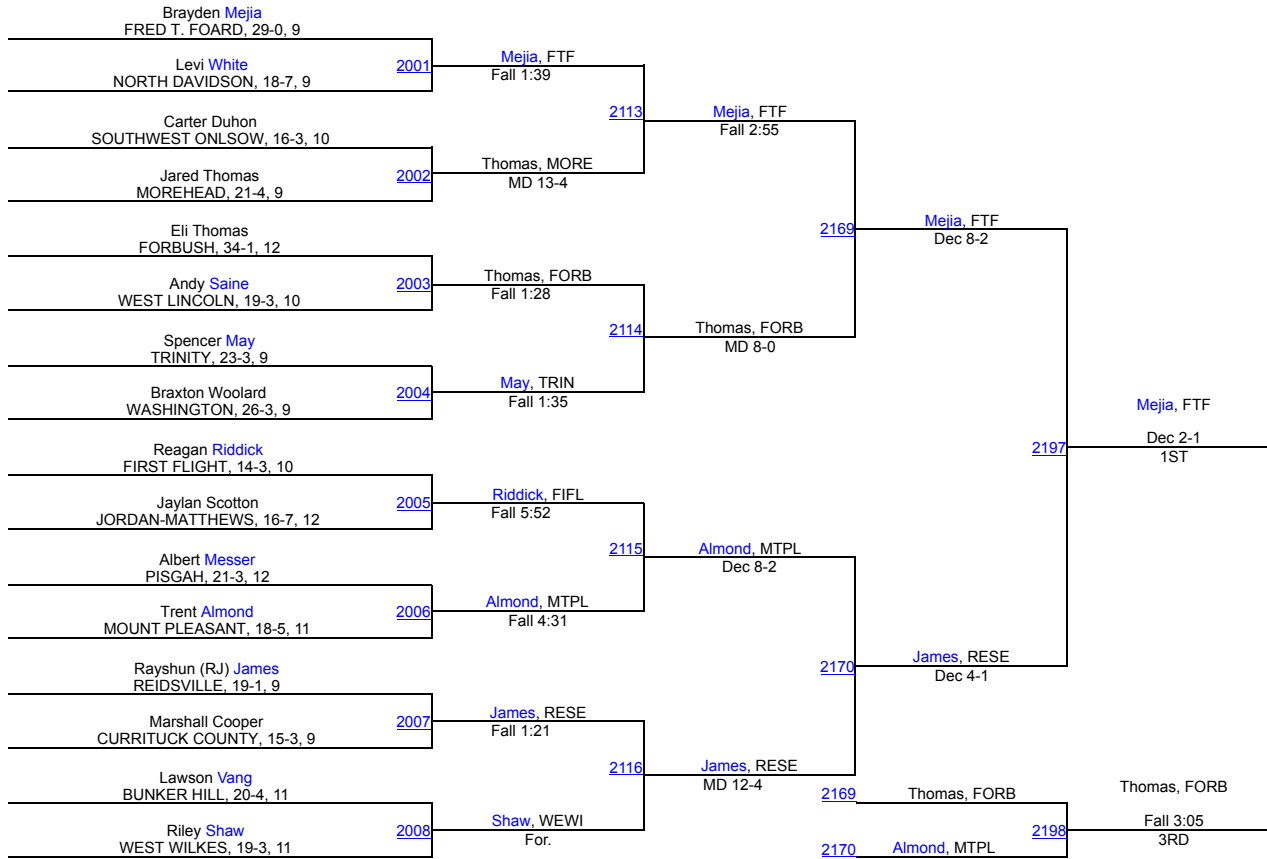 Brayden Mejia
FRED T. FOARD, 29-0, 9
Levi White
NORTH DAVIDSON, 18-7, 9
2001
Mejia, FTF
Fall 1:39
Carter Duhon
SOUTHWEST ONLSOW, 16-3, 10
Jared Thomas
MOREHEAD, 21-4, 9
2002
Thomas, MORE
MD 13-4
2113
Mejia, FTF
Fall 2:55
Eli Thomas
FORBUSH, 34-1, 12
Andy Saine
WEST LINCOLN, 19-3, 10
2003
Thomas, FORB
Fall 1:28
Spencer May
TRINITY, 23-3, 9
Braxton Woolard
WASHINGTON, 26-3, 9
2004
May, TRIN
Fall 1:35
2114
Thomas, FORB
MD 8-0
2169
Mejia, FTF
Dec 8-2
Reagan Riddick
FIRST FLIGHT, 14-3, 10
Jaylan Scotton
JORDAN-MATTHEWS, 16-7, 12
2005
Riddick, FIFL
Fall 5:52
Albert Messer
PISGAH, 21-3, 12
Trent Almond
MOUNT PLEASANT, 18-5, 11
2006
Almond, MTPL
Fall 4:31
2115
Almond, MTPL
Dec 8-2
Rayshun (RJ) James
REIDSVILLE, 19-1, 9
Marshall Cooper
CURRITUCK COUNTY, 15-3, 9
2007
James, RESE
Fall 1:21
Lawson Vang
BUNKER HILL, 20-4, 11
Riley Shaw
WEST WILKES, 19-3, 11
2008
Shaw, WEWI
For.
2116
James, RESE
MD 12-4
2170
James, RESE
Dec 4-1
2197
Mejia, FTF
Dec 2-1
1ST
2169
Thomas, FORB
2170
Almond, MTPL
2198
Thomas, FORB
Fall 3:05
3RD